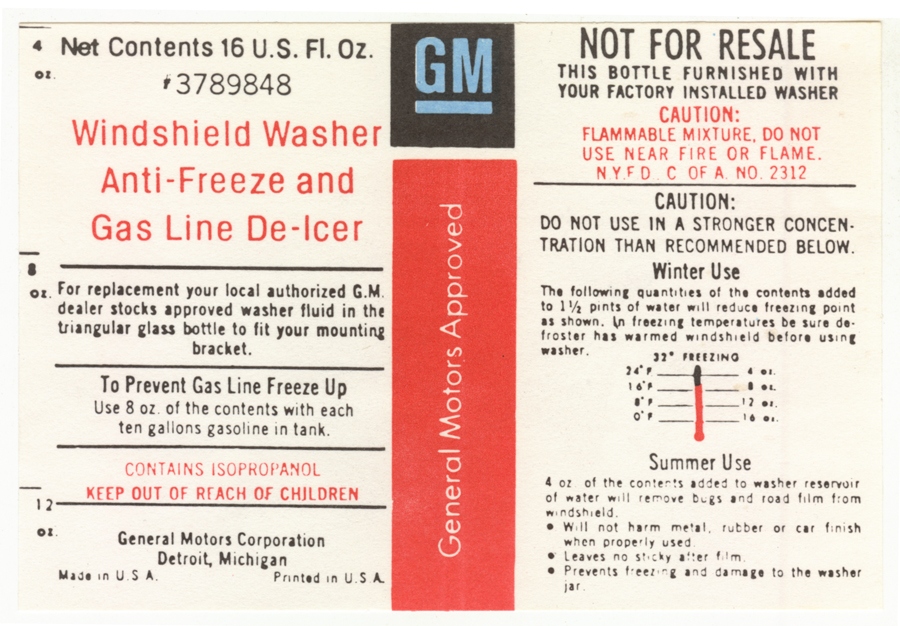 4
oz.
8
oz.
12
oz.
Net Contents 16 U.S. Fl. Oz.
#3789848
Windshield Washer
Anti-Freeze and
Gas Line De-Icer
For replacement your local authorized G.M.
dealer stocks approved washer fluid in the
triangular glass bottle to fit your mounting
bracket.
To Prevent Gas Line Freeze Up
Use 8 oz. of the contents with each
ten gallons gasoline in tank.
CONTAINS ISOPROPANOL
KEEP OUT OF REACH OF CHILDREN
General Motors Corporation
Detroit, Michigan
Made in U.S.A.
Printed in U.S.A.
GM
General Motors Approved
NOT FOR RESALE
THIS BOTTLE FURNISHED WITH
YOUR FACTORY INSTALLED WASHER
CAUTION:
FLAMMABLE MIXTURE, DO NOT
USE NEAR FIRE OR FLAME.
N.Y.F.D. C. OF A. NO. 2312
CAUTION:
DO NOT USE IN A STRONGER CONCEN-
TRATION THAN RECOMMENDED BELOW.
Winter Use
The following quantities of the contents added
to 1½ pints of water will reduce freezing point
as shown. In freezing temperatures be sure de-
froster has warmed windshield before using
washer.
32° FREEZING
24°F 4 oz.
16°F 8 oz.
8°F 12 oz.
0°F 16 oz.
Summer Use
4 oz. of the contents added to washer reservoir
of water will remove bugs and road film from
windshield.
• Will not harm metal, rubber or car finish
when properly used.
• Leaves no sticky after film.
• Prevents freezing and damage to the washer
jar.